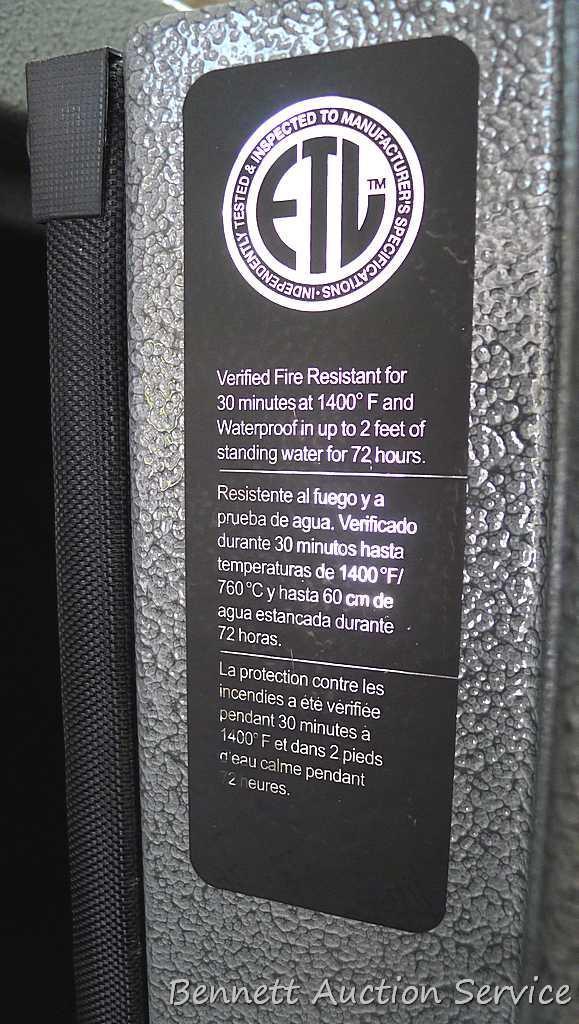 INDEPENDENTLY TESTED & INSPECTED TO MANUFACTURER'S SPECIFICATIONS •
ETL TM
Verified Fire Resistant for
30 minutes at 1400° F and
Waterproof in up to 2 feet of
standing water for 72 hours.
Resistente al fuego y a
prueba de agua. Verificado
durante 30 minutos hasta
temperaturas de 1400 °F/
760 °C y hasta 60 cm de
agua estancada durante
72 horas.
La protection contre les
incendies a été vérifiée
pendant 30 minutes à
1400° F et dans 2 pieds
d'eau calme pendant
72 heures.
Bennett Auction Service